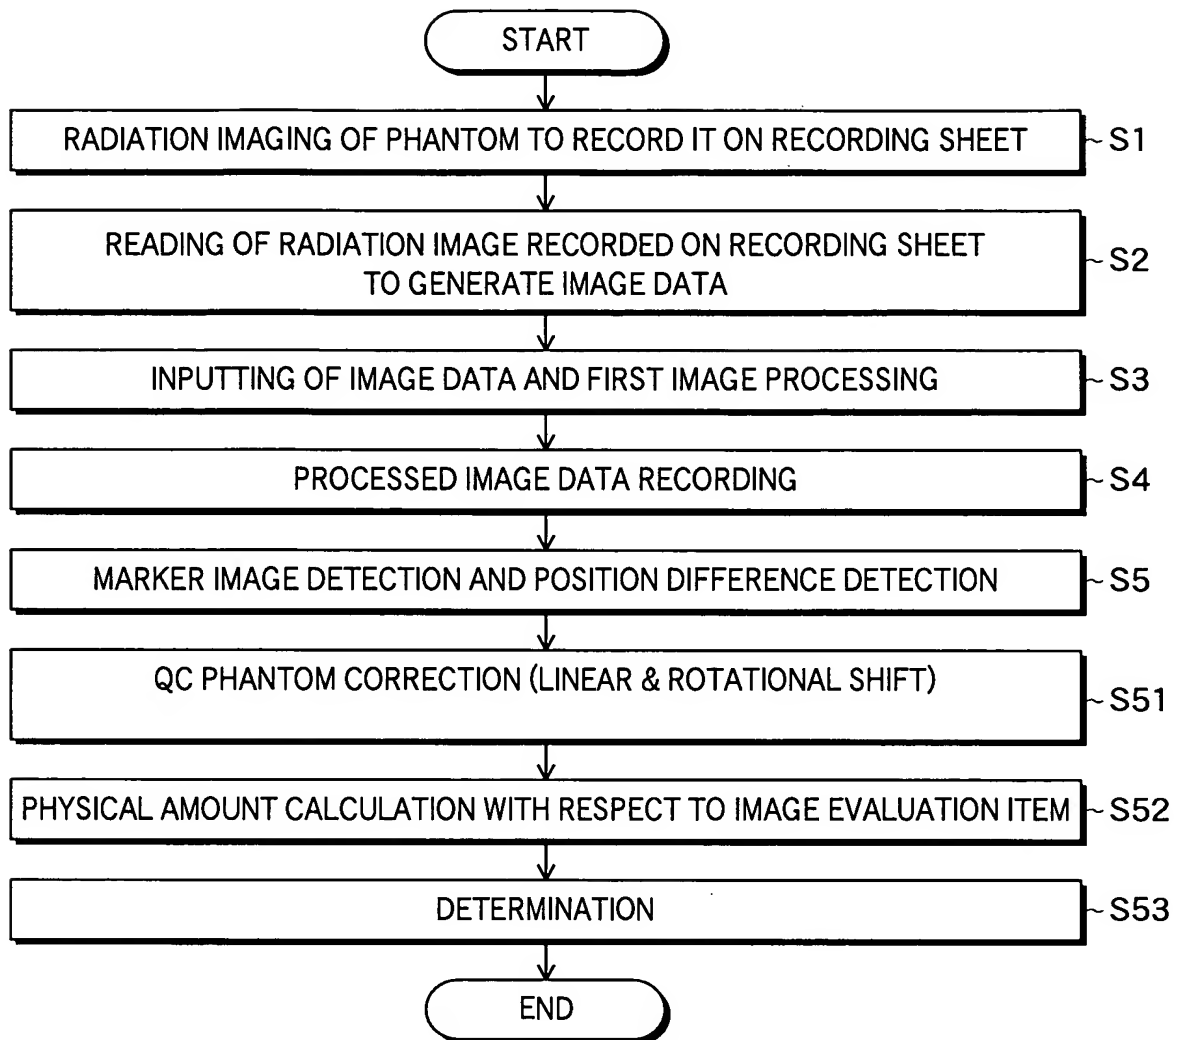 START
RADIATION IMAGING OF PHANTOM TO RECORD IT ON RECORDING SHEET
~S1
READING OF RADIATION IMAGE RECORDED ON RECORDING SHEET
TO GENERATE IMAGE DATA
~S2
INPUTTING OF IMAGE DATA AND FIRST IMAGE PROCESSING
~S3
PROCESSED IMAGE DATA RECORDING
~S4
MARKER IMAGE DETECTION AND POSITION DIFFERENCE DETECTION
~S5
QC PHANTOM CORRECTION (LINEAR & ROTATIONAL SHIFT)
~S51
PHYSICAL AMOUNT CALCULATION WITH RESPECT TO IMAGE EVALUATION ITEM
~S52
DETERMINATION
~S53
END